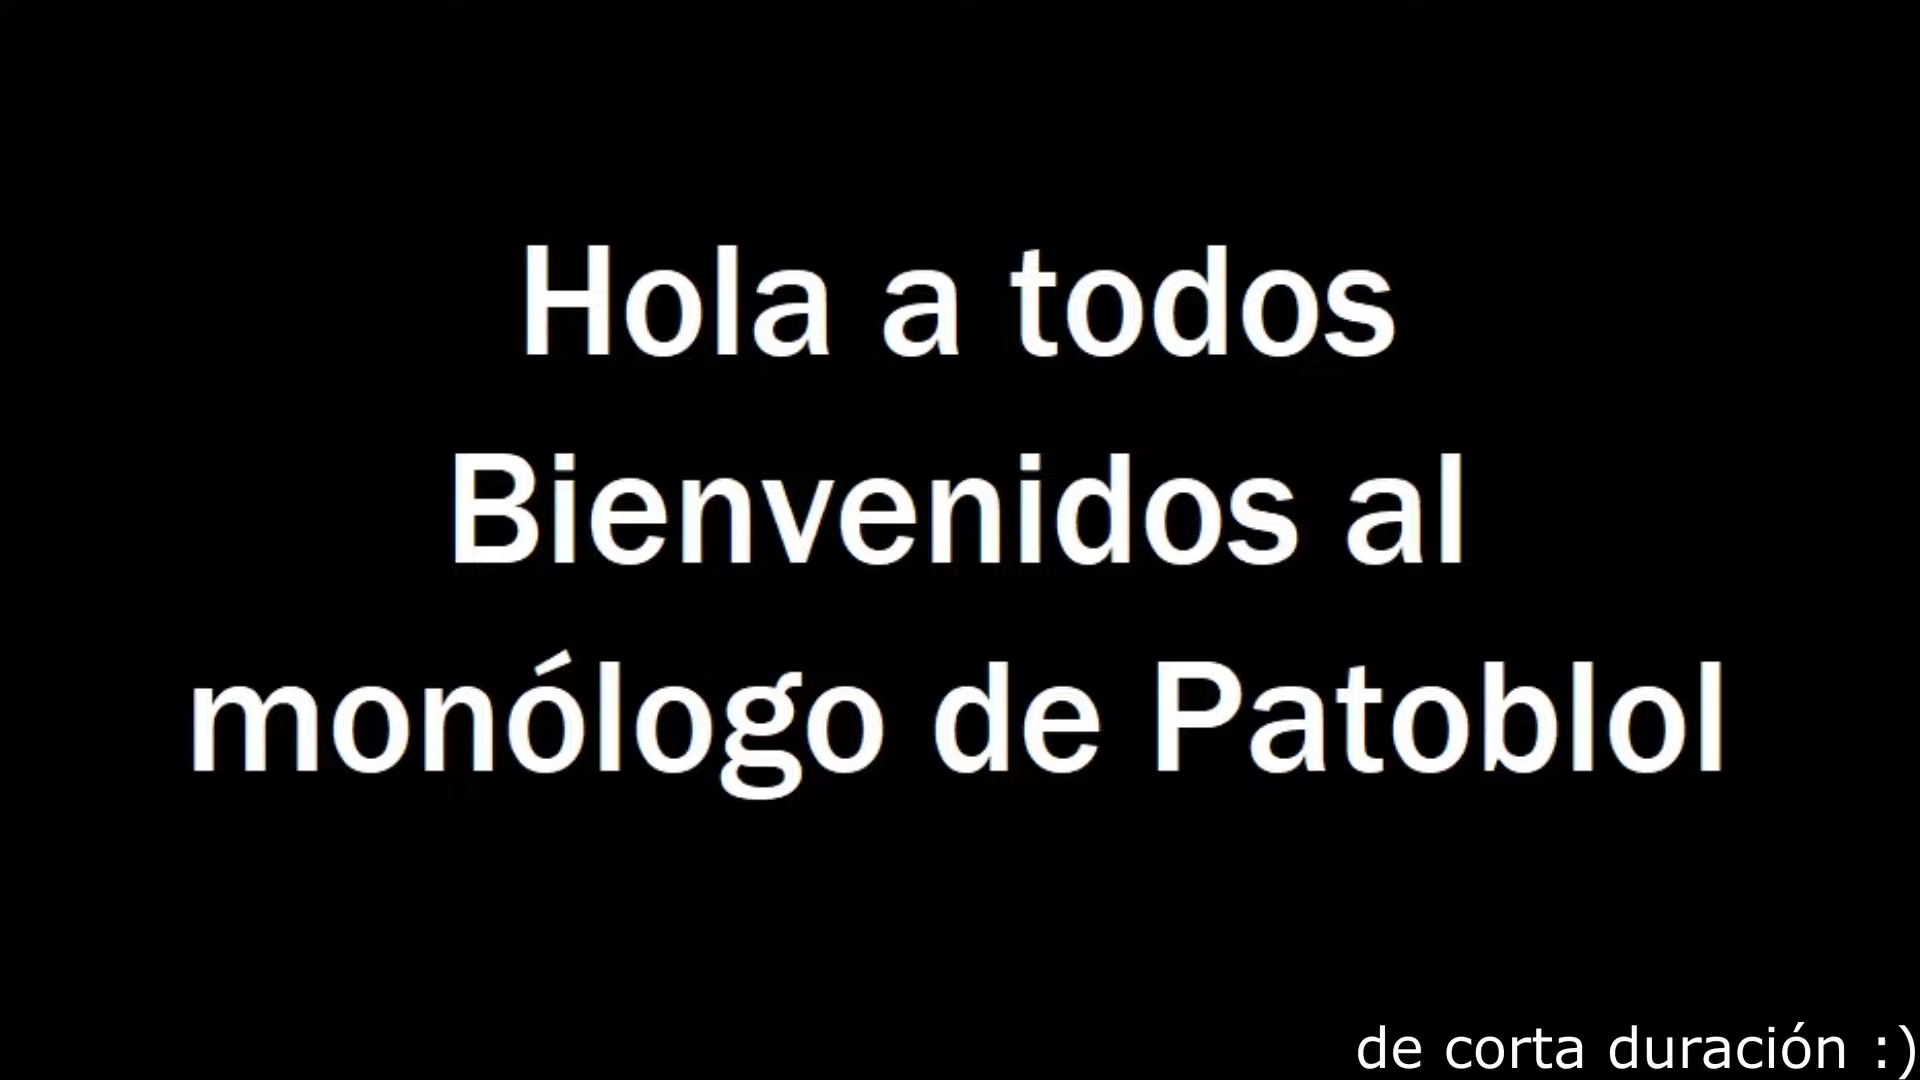 Hola a todos
Bienvenidos al
monólogo de Patoblol
de corta duración :)